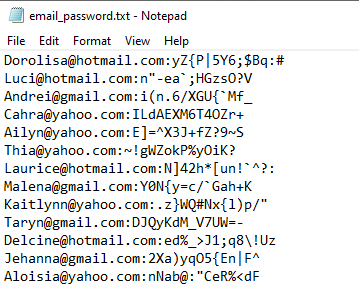 email_password.txt - Notepad
File Edit Format View Help
Dorolisa@hotmail.com:yZ{P|5Y6;$Bq:#
Luci@hotmail.com:n"-ea`;HGzsO?V
Andrei@gmail.com:i(n.6/XGU{`Mf_
Cahra@yahoo.com:ILdAEXM6T4OZr+
Ailyn@yahoo.com:E]=^X3J+fZ?9~S
Thia@yahoo.com:~!gWZokP%yOiK?
Laurice@hotmail.com:N]42h*[un!`^?:
Malena@gmail.com:Y0N{y=c/`Gah+K
Kaitlynn@yahoo.com:.z}WQ#Nx{l)p/"
Taryn@gmail.com:DJQyKdM_V7UW=-
Delcine@hotmail.com:ed%_>J1;q8\!Uz
Jehanna@gmail.com:2Xa)yqO5{En|F^
Aloisia@yahoo.com:nNab@:"CeR%<dF